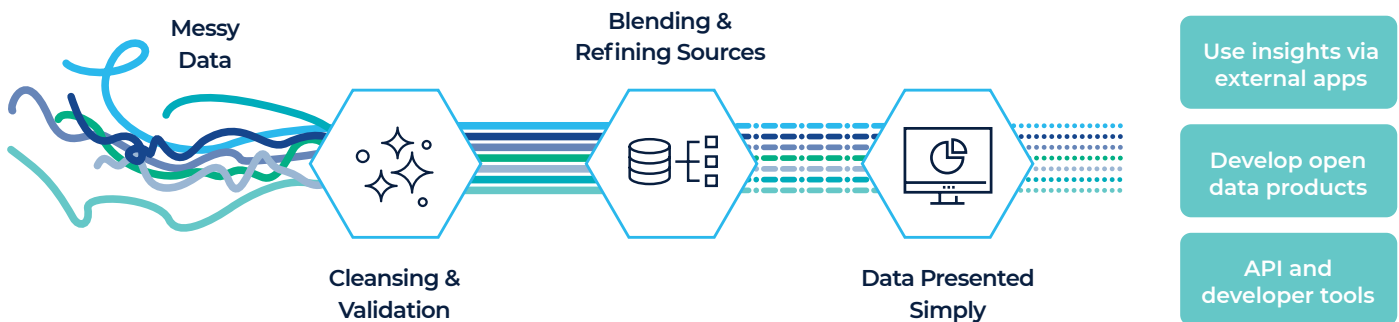 Messy
Data
Cleansing &
Validation
Blending &
Refining Sources
Data Presented
Simply
Use insights via
external apps
Develop open
data products
API and
developer tools